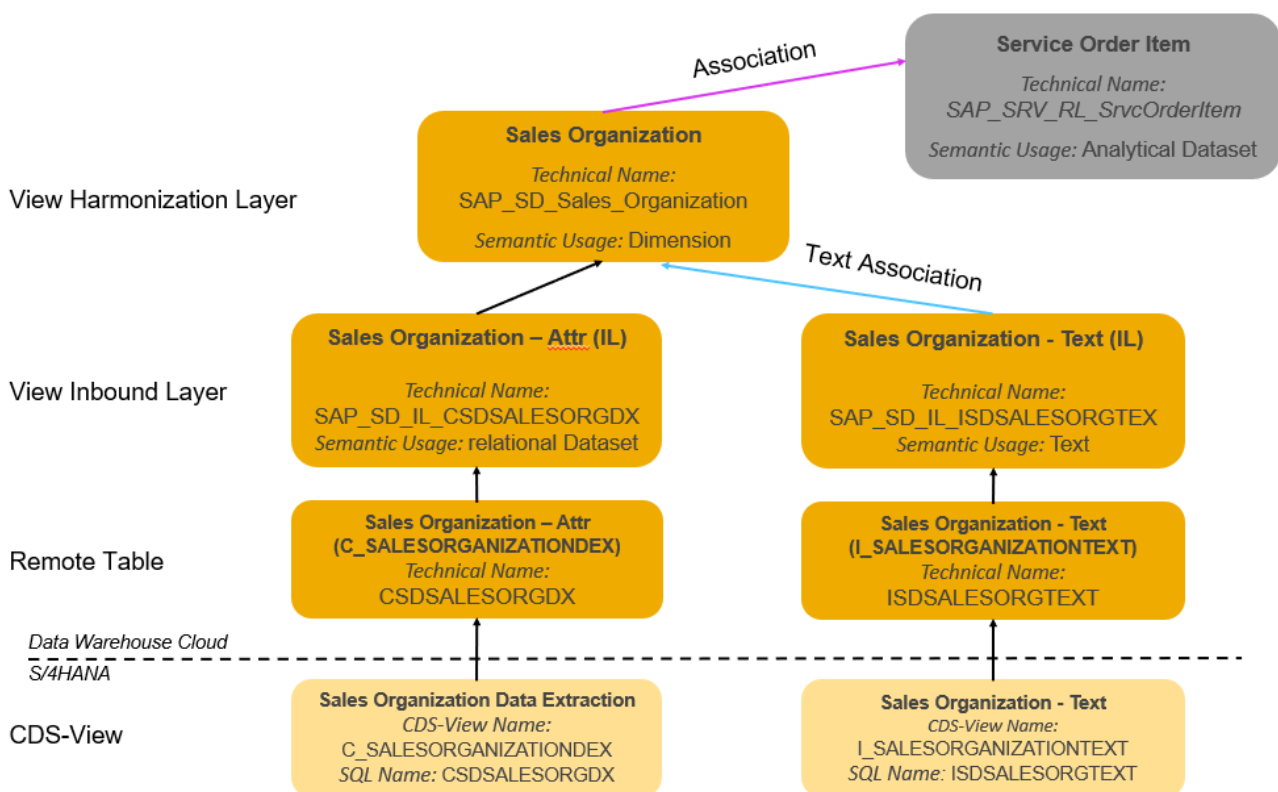 Service Order Item
Technical Name:
SAP_SRV_RL_SrvcOrderItem
Semantic Usage: Analytical Dataset
Association
View Harmonization Layer
Sales Organization
Technical Name:
SAP_SD_Sales_Organization
Semantic Usage: Dimension
Text Association
View Inbound Layer
Sales Organization – Attr (IL)
Technical Name:
SAP_SD_IL_CSDSALESORGDX
Semantic Usage: relational Dataset
Sales Organization - Text (IL)
Technical Name:
SAP_SD_IL_ISDSALESORGTEX
Semantic Usage: Text
Remote Table
Sales Organization – Attr
(C_SALESORGANIZATIONDEX)
Technical Name:
CSDSALESORGDX
Sales Organization - Text
(I_SALESORGANIZATIONTEXT)
Technical Name:
ISDSALESORGTEXT
Data Warehouse Cloud
S/4HANA
CDS-View
Sales Organization Data Extraction
CDS-View Name:
C_SALESORGANIZATIONDEX
SQL Name: CSDSALESORGDX
Sales Organization - Text
CDS-View Name:
I_SALESORGANIZATIONTEXT
SQL Name: ISDSALESORGTEXT